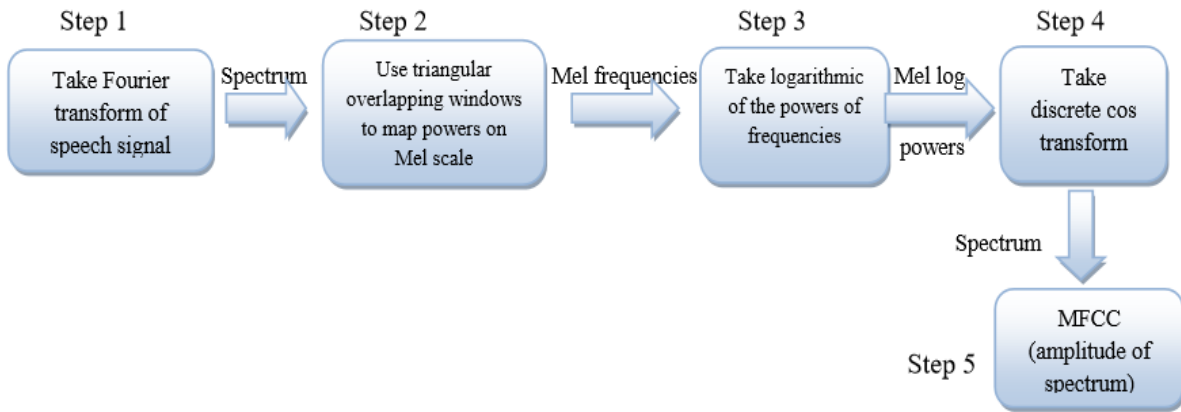 Step 1
Take Fourier
transform of
speech signal
Spectrum
Step 2
Use triangular
overlapping windows
to map powers on
Mel scale
Mel frequencies
Step 3
Take logarithmic
of the powers of
frequencies
Mel log
powers
Step 4
Take
discrete cos
transform
Spectrum
Step 5
MFCC
(amplitude of
spectrum)